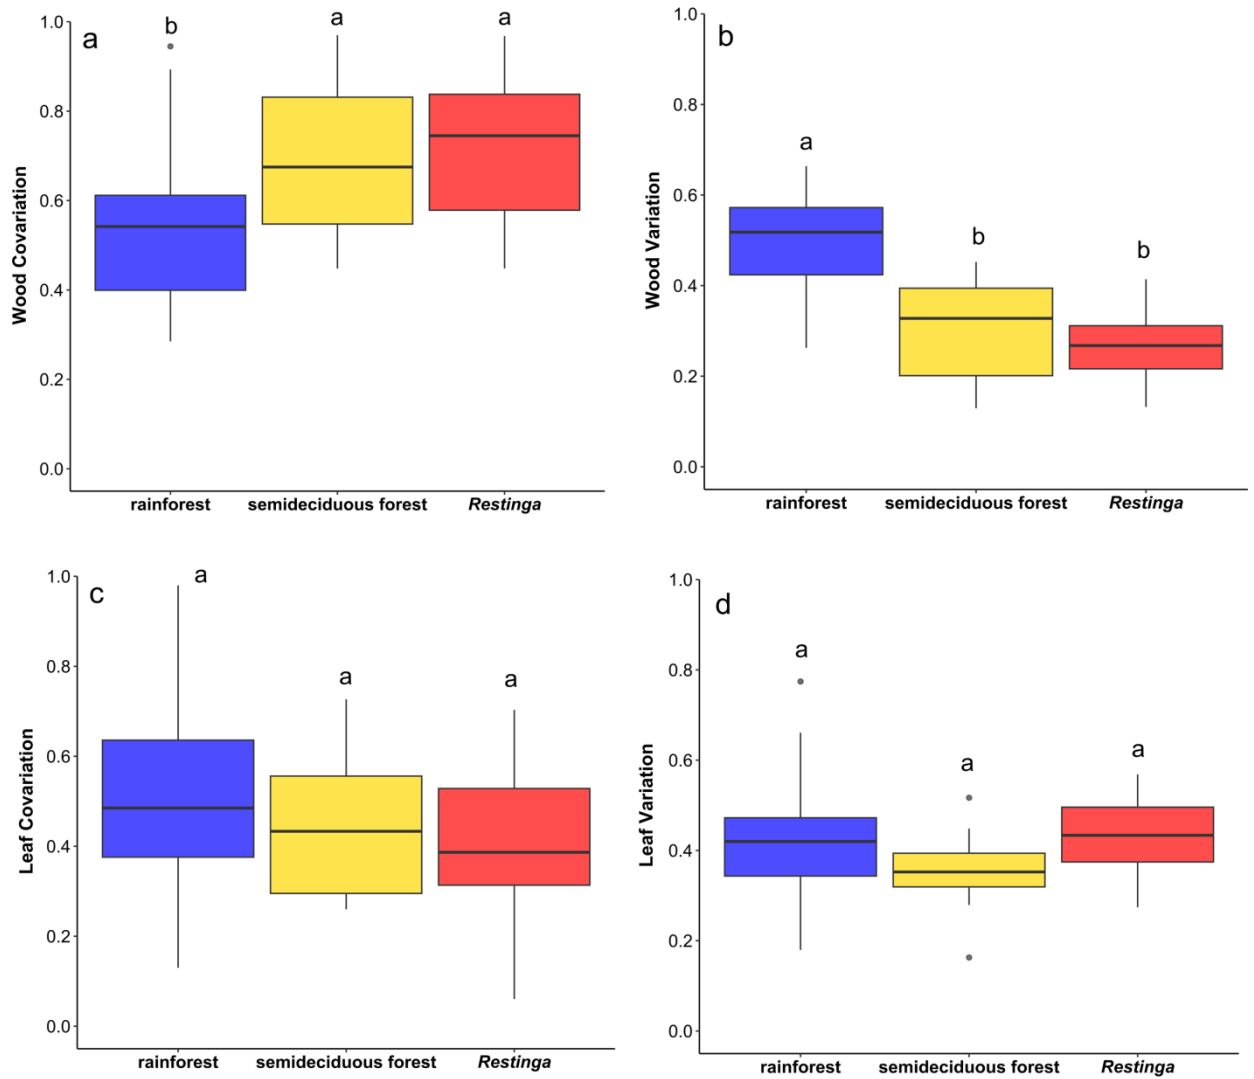 a
b a a
1.0
0.8
0.6
0.4
0.2
0.0
Wood Covariation
rainforest semideciduous forest Restinga
b
a
b
b
1.0
0.8
0.6
0.4
0.2
0.0
Wood Variation
rainforest semideciduous forest Restinga
c
a
a
a
1.0
0.8
0.6
0.4
0.2
0.0
Leaf Covariation
rainforest semideciduous forest Restinga
d
a
a
a
1.0
0.8
0.6
0.4
0.2
0.0
Leaf Variation
rainforest semideciduous forest Restinga